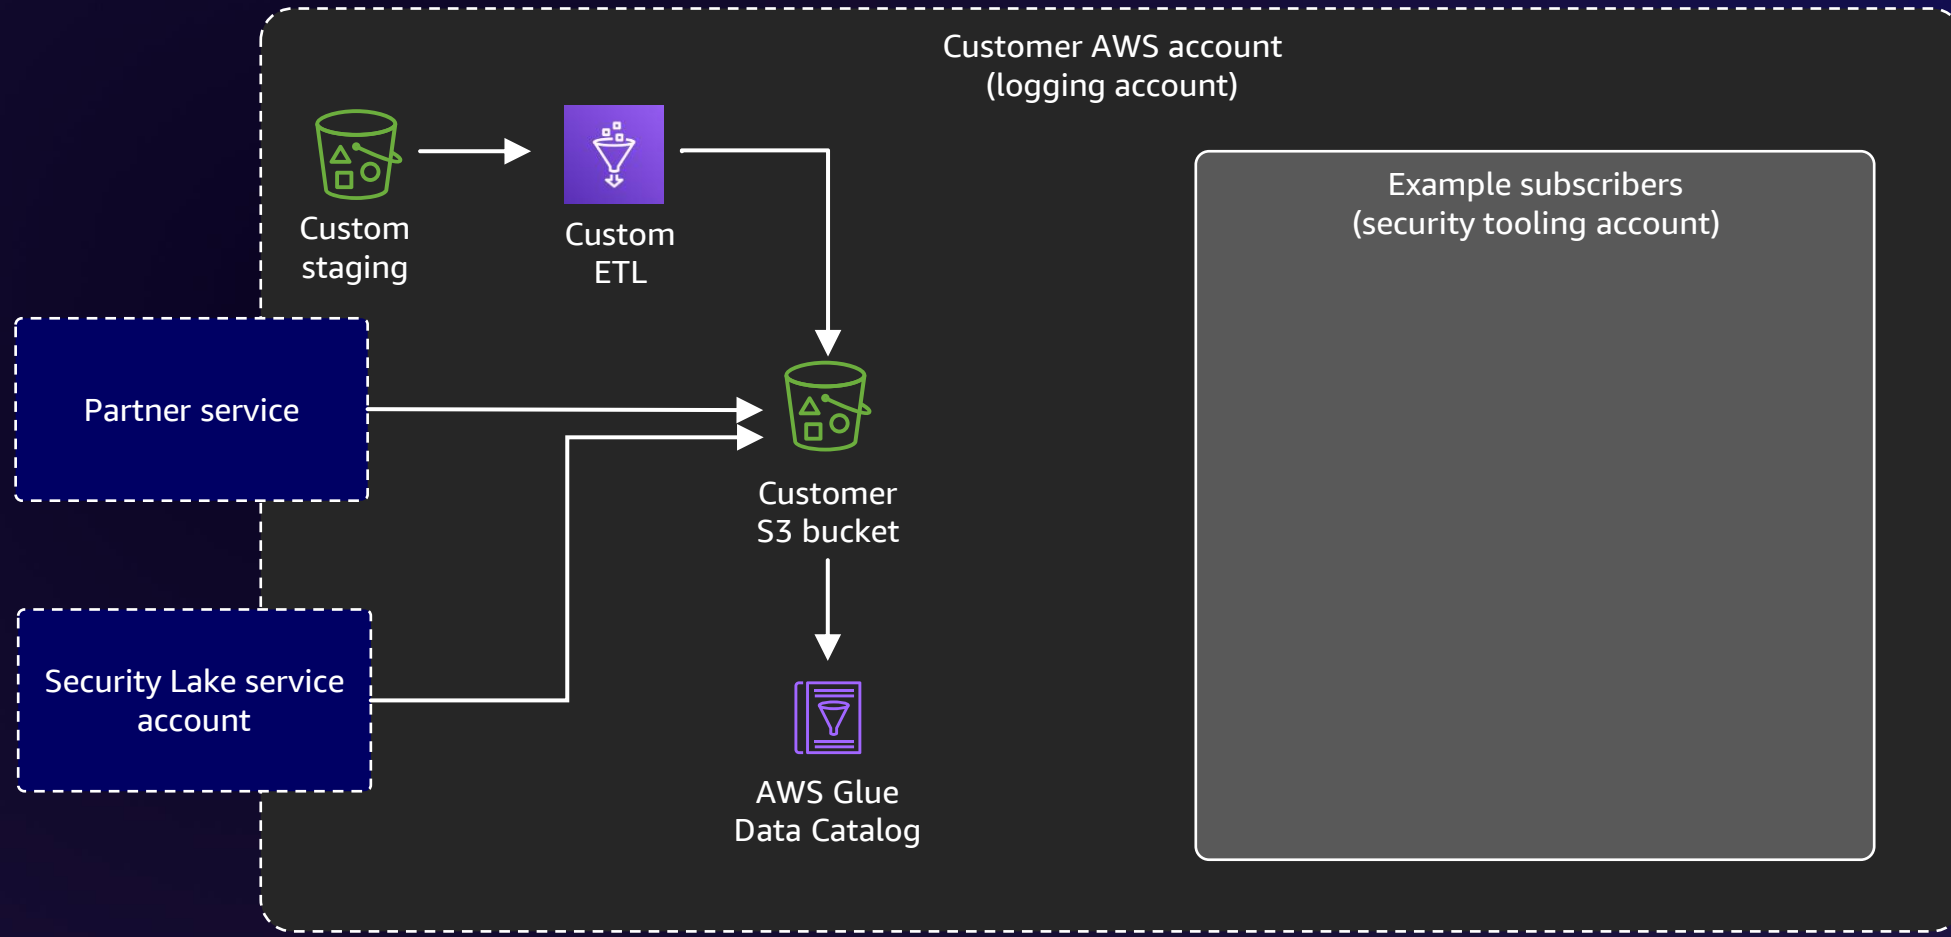 Customer AWS account
(logging account)
Custom
staging
Custom
ETL
Example subscribers
(security tooling account)
Partner service
Customer
S3 bucket
Security Lake service
account
AWS Glue
Data Catalog